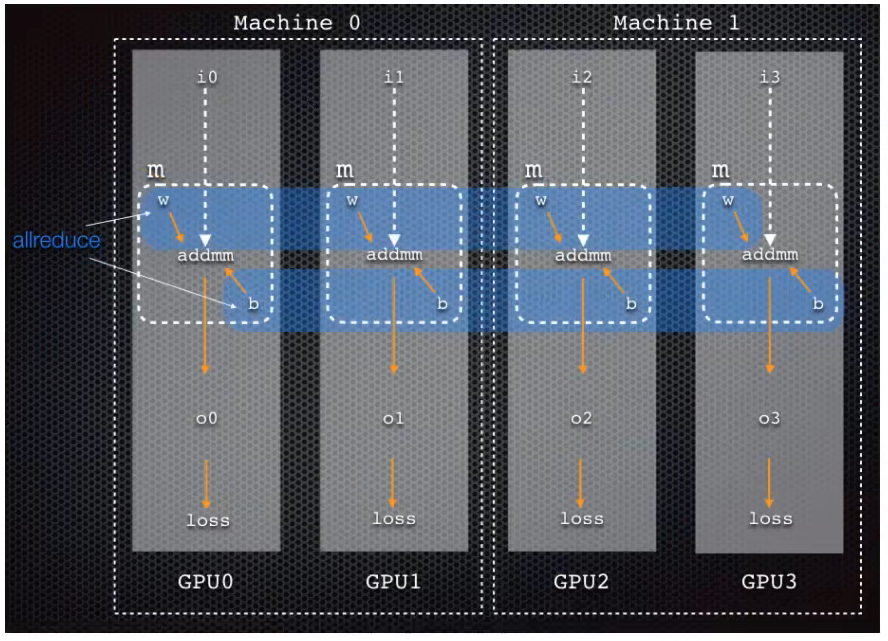 Machine 0 Machine 1
i0 i1 i2 i3
m m m m
w w w w
allreduce
addmm addmm addmm addmm
b b b b
o0 o1 o2 o3
loss loss loss loss
GPU0 GPU1 GPU2 GPU3